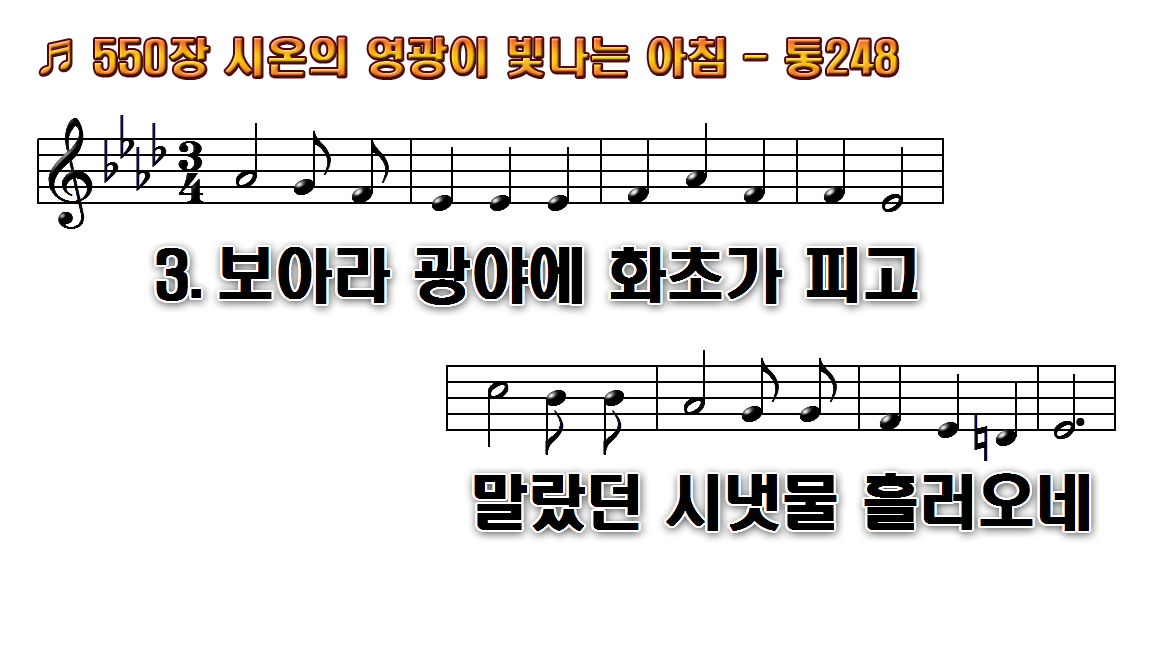 ♬ 550장 시온의 영광이 빛나는 아침 - 통248
3. 보아라 광야에 화초가 피고
말랐던 시냇물 흘러오네